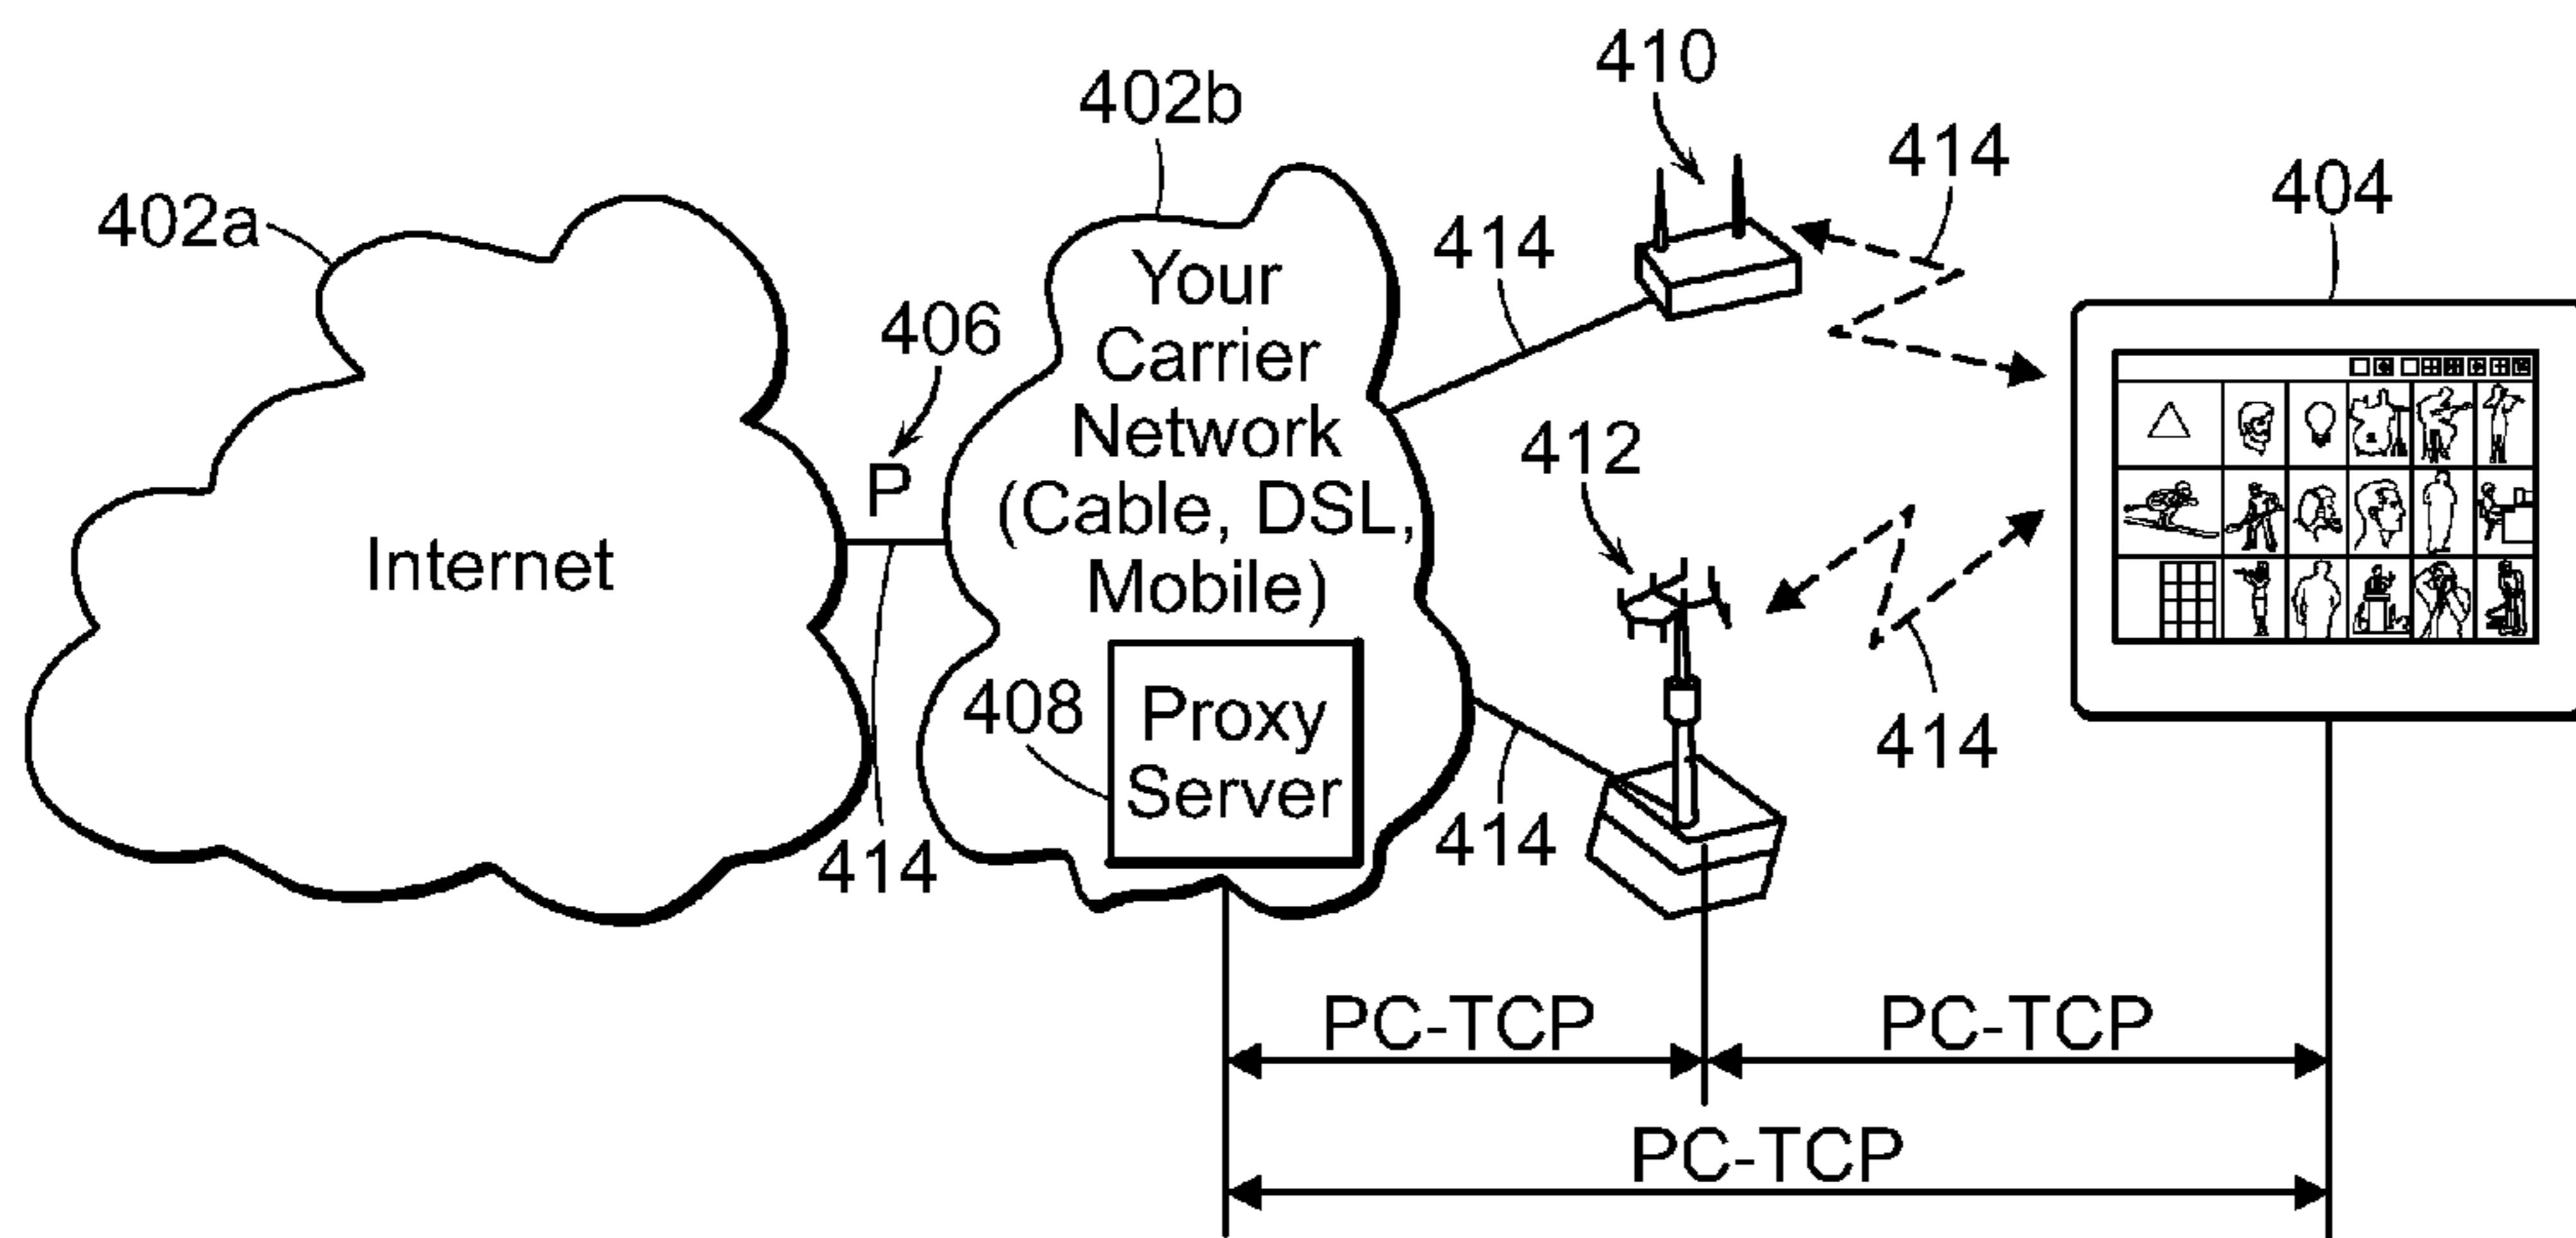 410
402b
414
404
402a
414
406
Your
Carrier
Network
(Cable, DSL,
Mobile)
P
412
Internet
408
Proxy
Server
414
414
414
PC-TCP
PC-TCP
PC-TCP